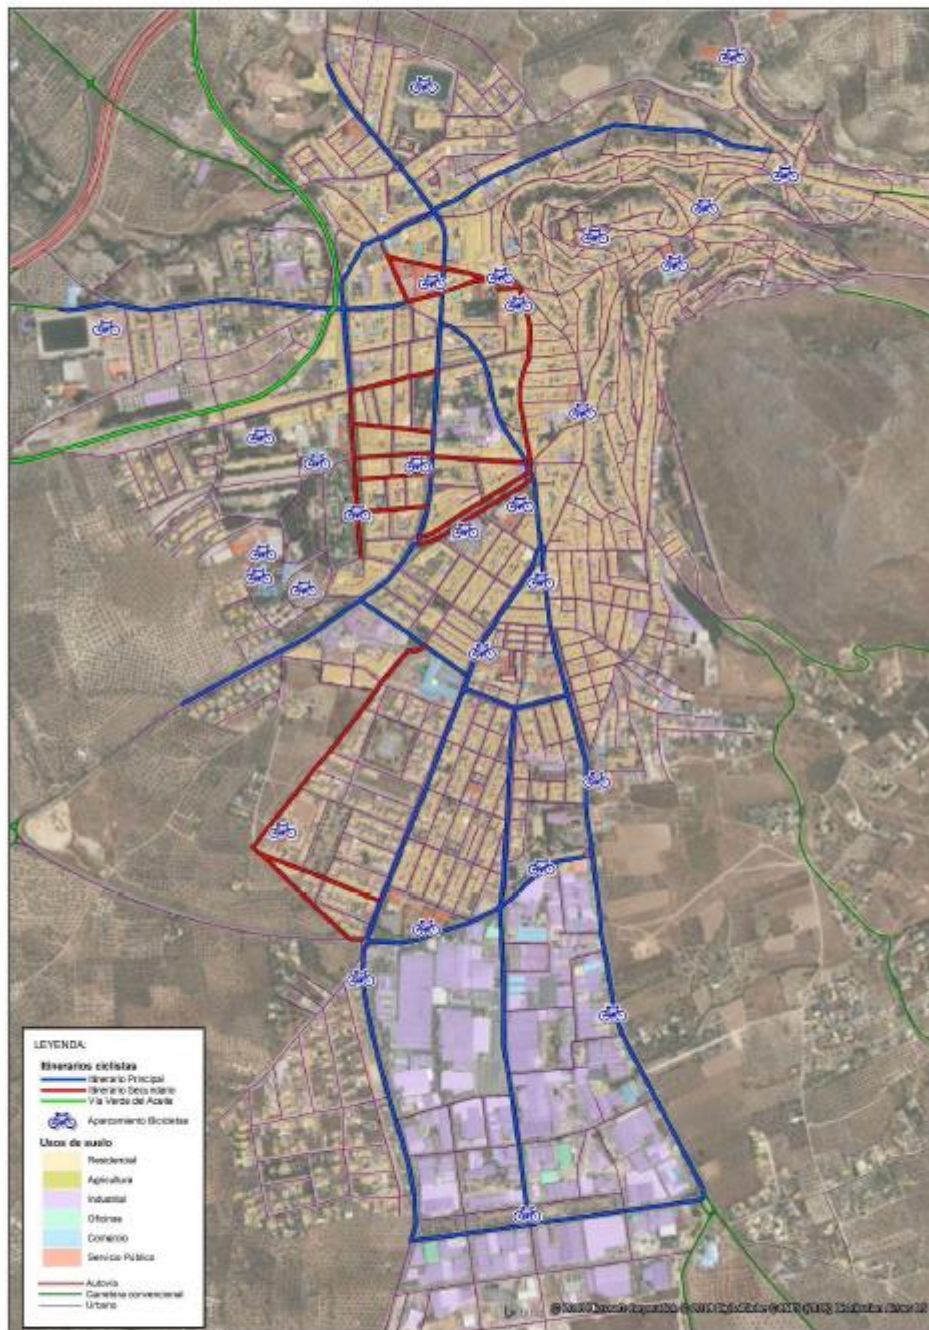 LEYENDA:
Itinerarios ciclistas
Itinerario Principal
Itinerario Secundario
Vía Verde del Aceite
Aparcamiento Bicicletas
Usos de suelo
Residencial
Agricultura
Industrial
Oficinas
Comercio
Servicio Público
Autovía
Carretera convencional
Urbano